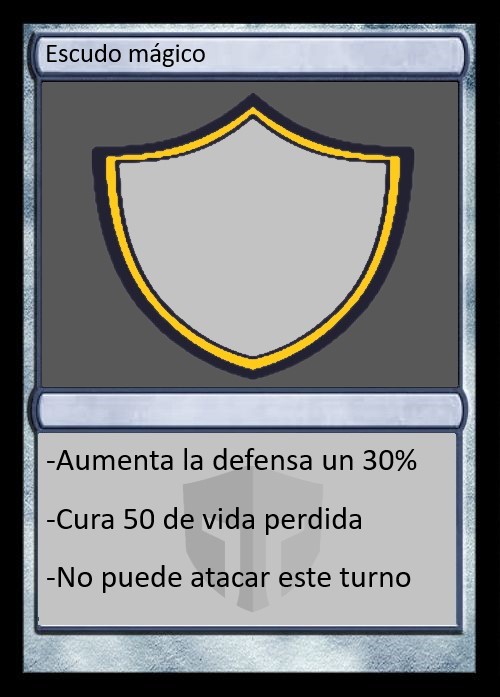 Escudo mágico
-Aumenta la defensa un 30%
-Cura 50 de vida perdida
-No puede atacar este turno